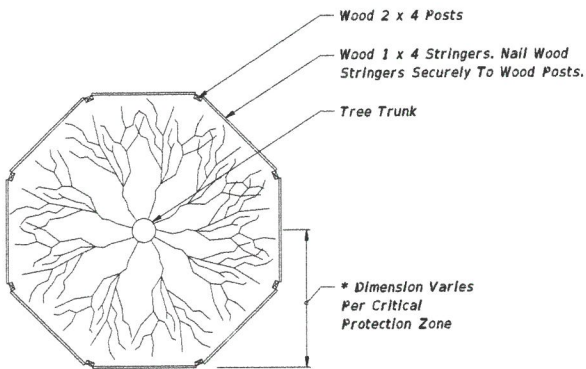 Wood 2 x 4 Posts
Wood 1 x 4 Stringers. Nail Wood
Stringers Securely To Wood Posts.
Tree Trunk
* Dimension Varies
Per Critical
Protection Zone